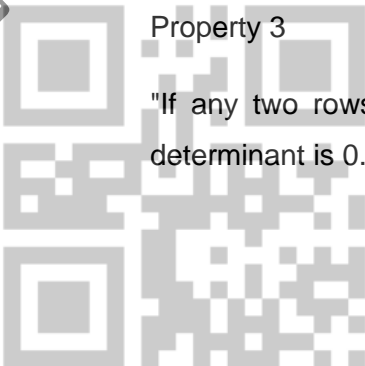 Property 3
"If any two rows
determinant is 0.